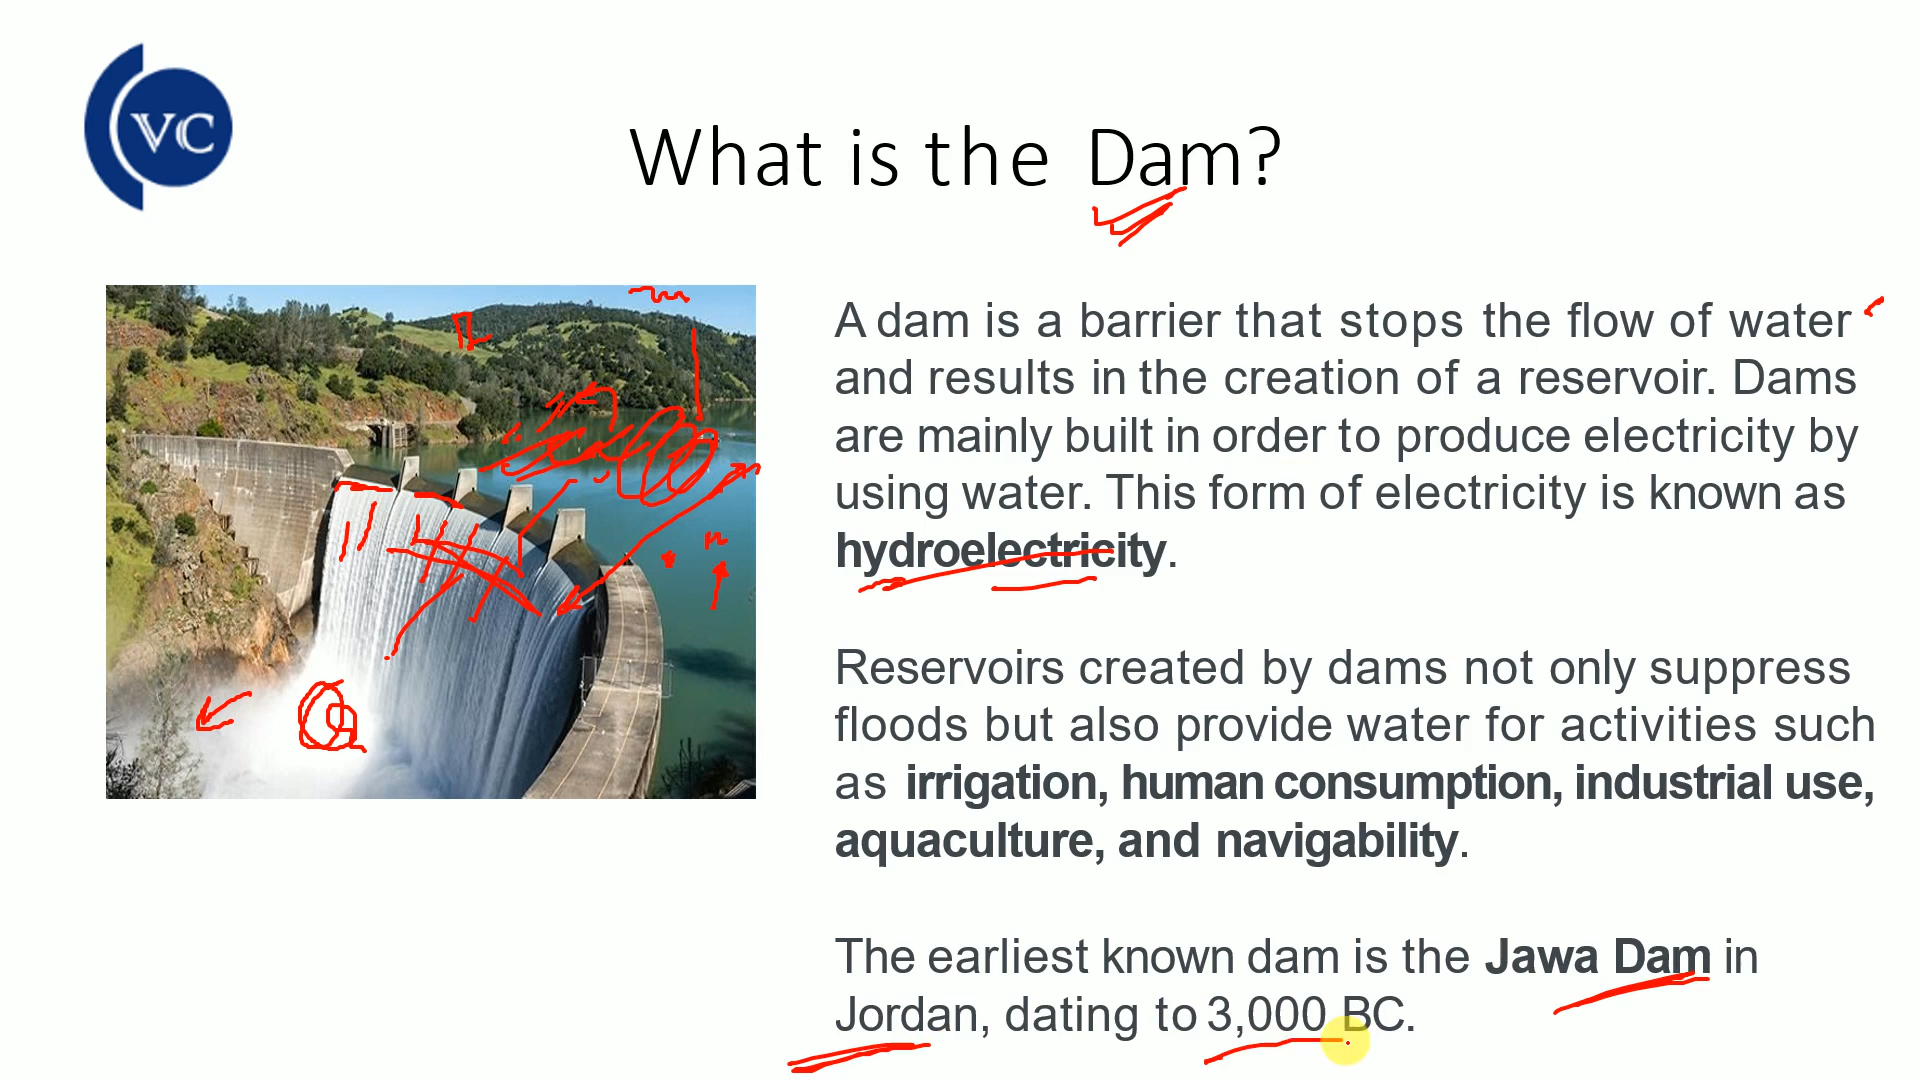 VC
What is the Dam?
A dam is a barrier that stops the flow of water
and results in the creation of a reservoir. Dams
are mainly built in order to produce electricity by
using water. This form of electricity is known as
hydroelectricity.
Reservoirs created by dams not only suppress
floods but also provide water for activities such
as irrigation, human consumption, industrial use,
aquaculture, and navigability.
The earliest known dam is the Jawa Dam in
Jordan, dating to 3,000 BC.